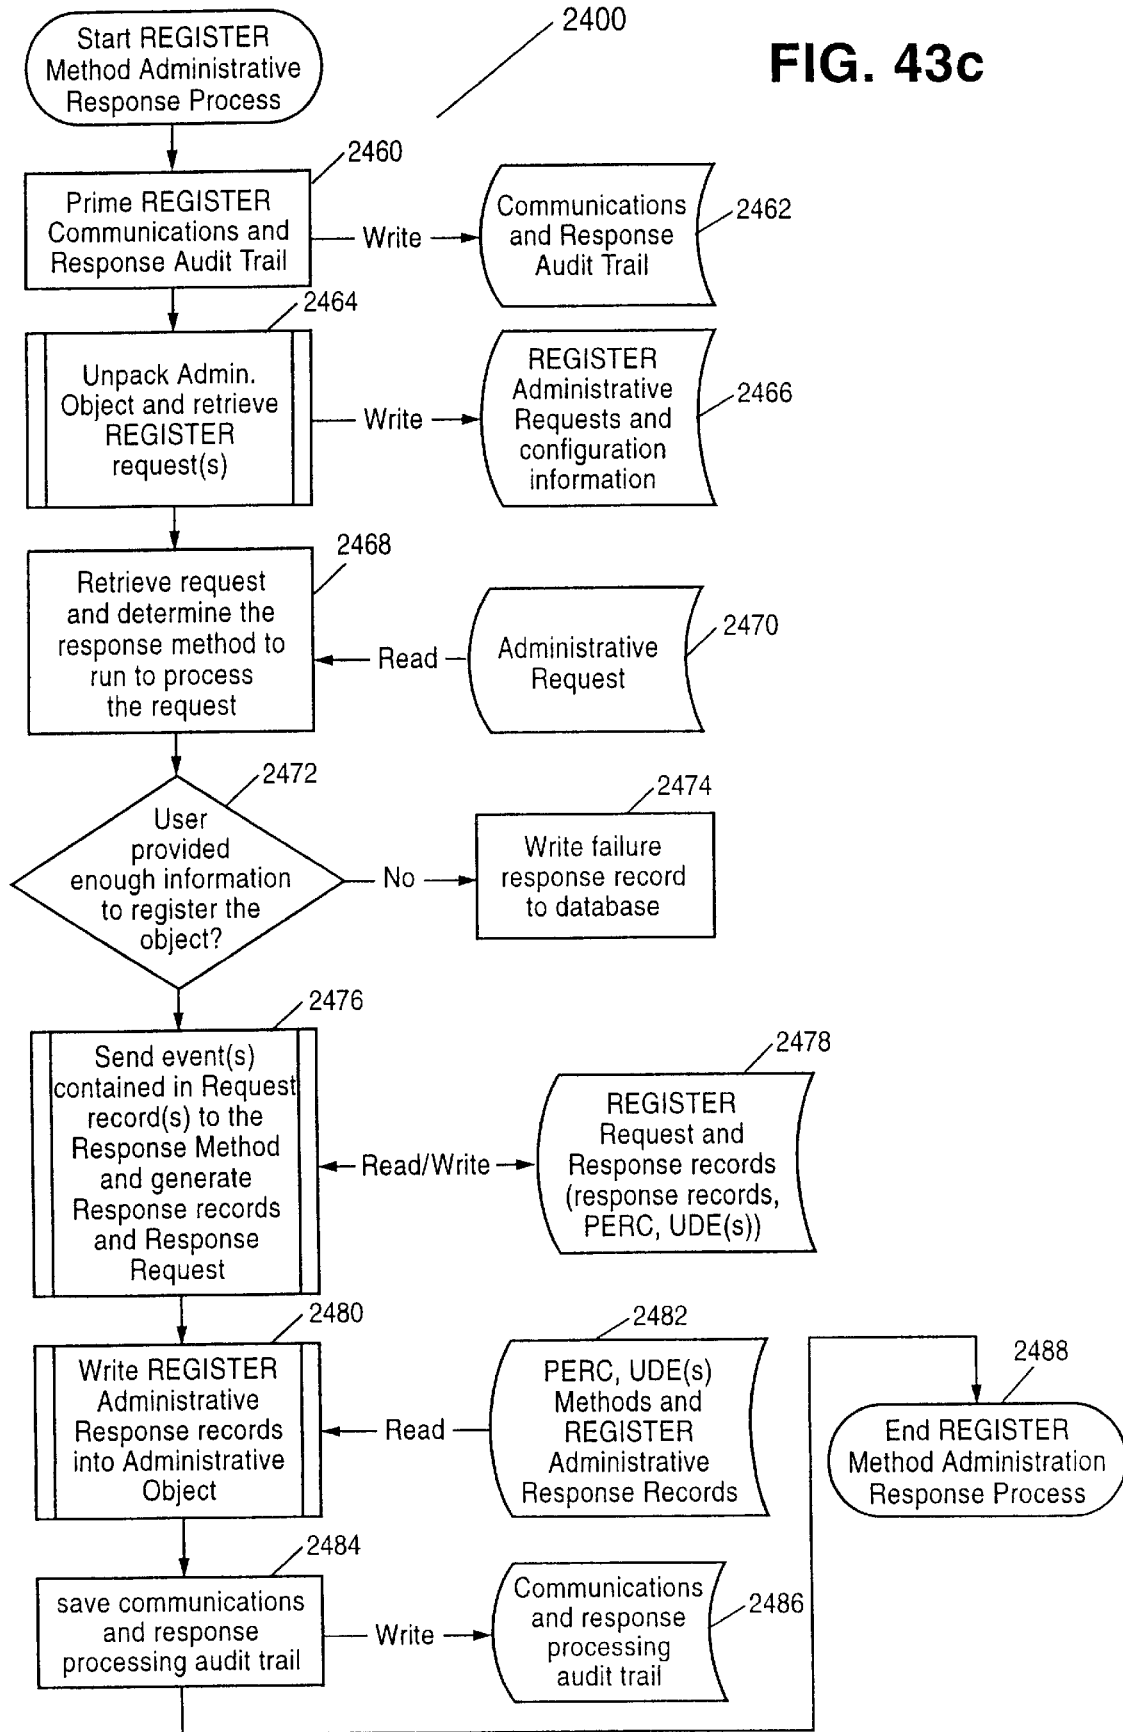 Start REGISTER
Method Administrative
Response Process
2400
FIG. 43c
2460
Prime REGISTER
Communications and
Response Audit Trail
Write
Communications
and Response
Audit Trail
2462
2464
Unpack Admin.
Object and retrieve
REGISTER
request(s)
Write
REGISTER
Administrative
Requests and
configuration
information
2466
2468
Retrieve request
and determine the
response method to
run to process
the request
Read
Administrative
Request
2470
2472
User
provided
enough information
to register the
object?
No
2474
Write failure
response record
to database
2476
Send event(s)
contained in Request
record(s) to the
Response Method
and generate
Response records
and Response
Request
Read/Write
2478
REGISTER
Request and
Response records
(response records,
PERC, UDE(s))
2480
Write REGISTER
Administrative
Response records
into Administrative
Object
Read
2482
PERC, UDE(s)
Methods and
REGISTER
Administrative
Response Records
2488
End REGISTER
Method Administration
Response Process
2484
save communications
and response
processing audit trail
Write
Communications
and response
processing
audit trail
2486